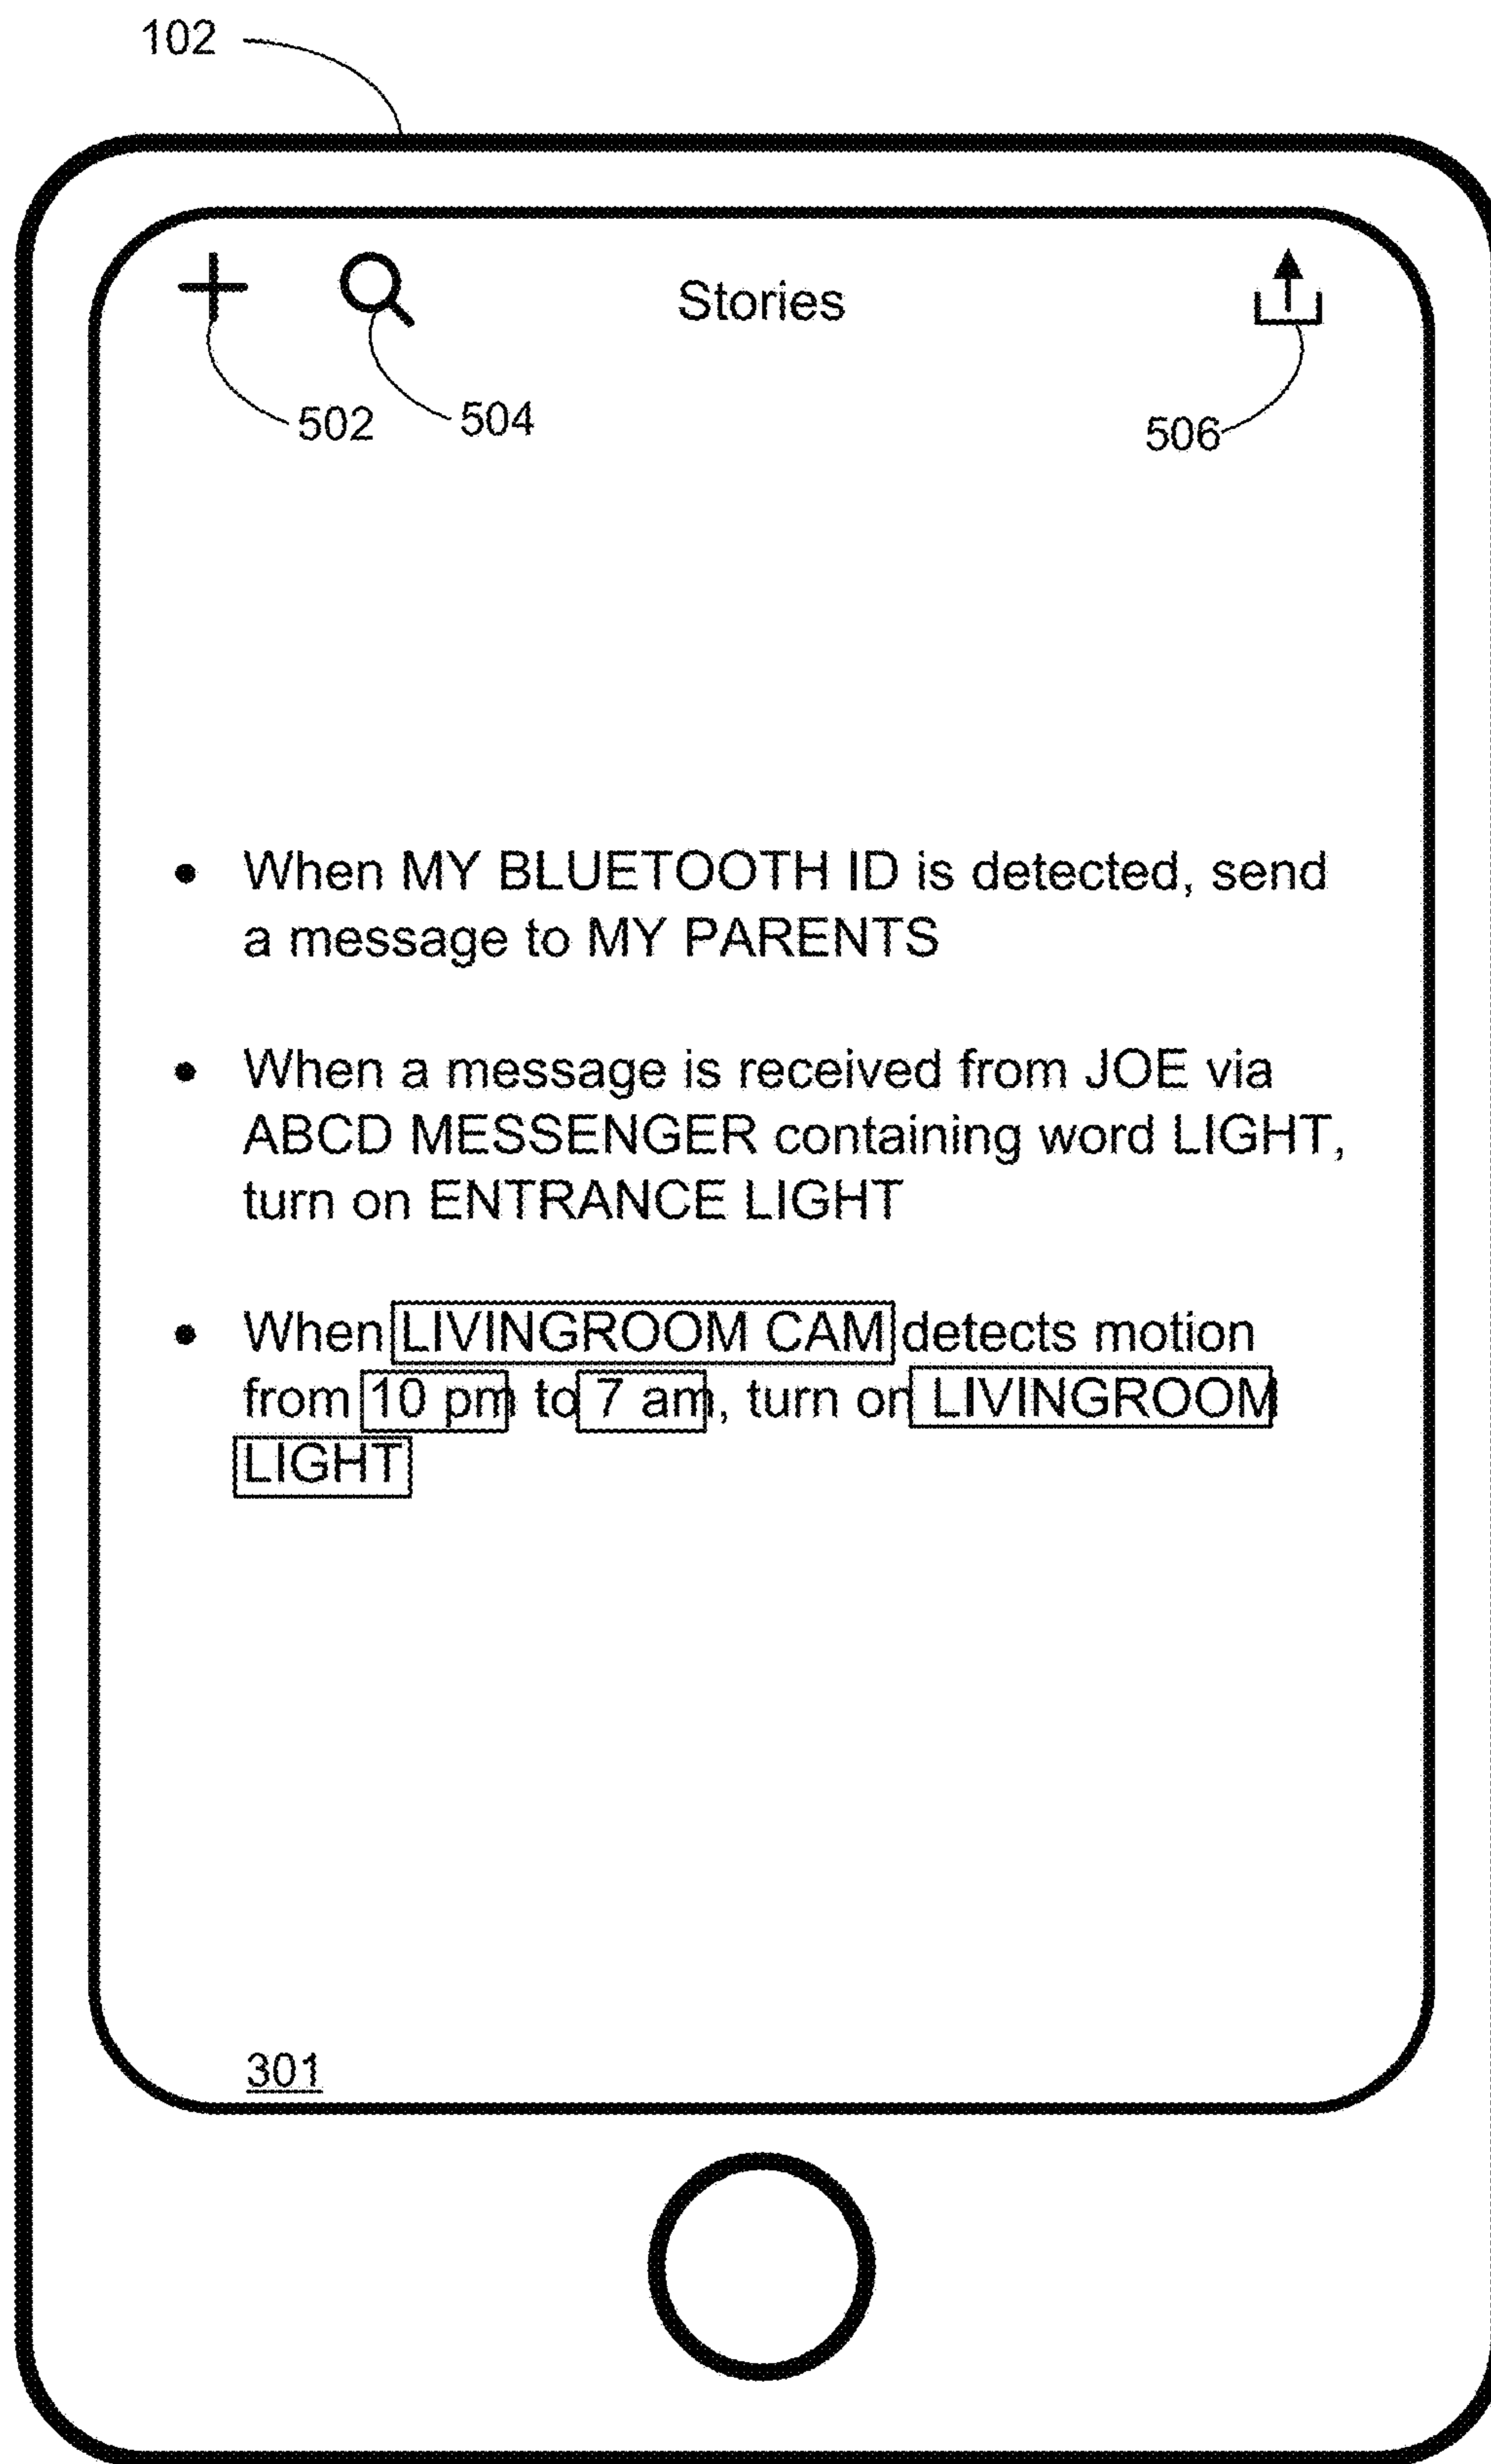 102
Stories
502
504
506
• When MY BLUETOOTH ID is detected, send
a message to MY PARENTS
• When a message is received from JOE via
ABCD MESSENGER containing word LIGHT,
turn on ENTRANCE LIGHT
• When LIVINGROOM CAM detects motion
from 10 pm to 7 am, turn on LIVINGROOM
LIGHT
301